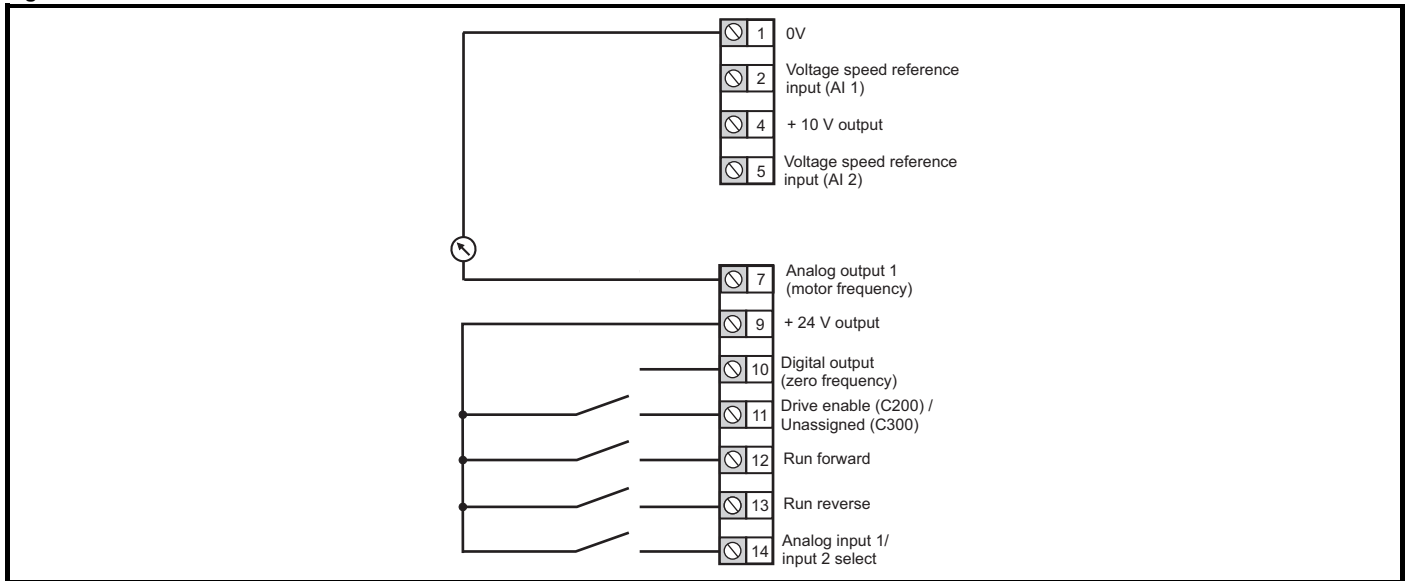 1 0V
2 Voltage speed reference
input (AI 1)
4 + 10 V output
5 Voltage speed reference
input (AI 2)
7 Analog output 1
(motor frequency)
9 + 24 V output
10 Digital output
(zero frequency)
11 Drive enable (C200) /
Unassigned (C300)
12 Run forward
13 Run reverse
14 Analog input 1/
input 2 select